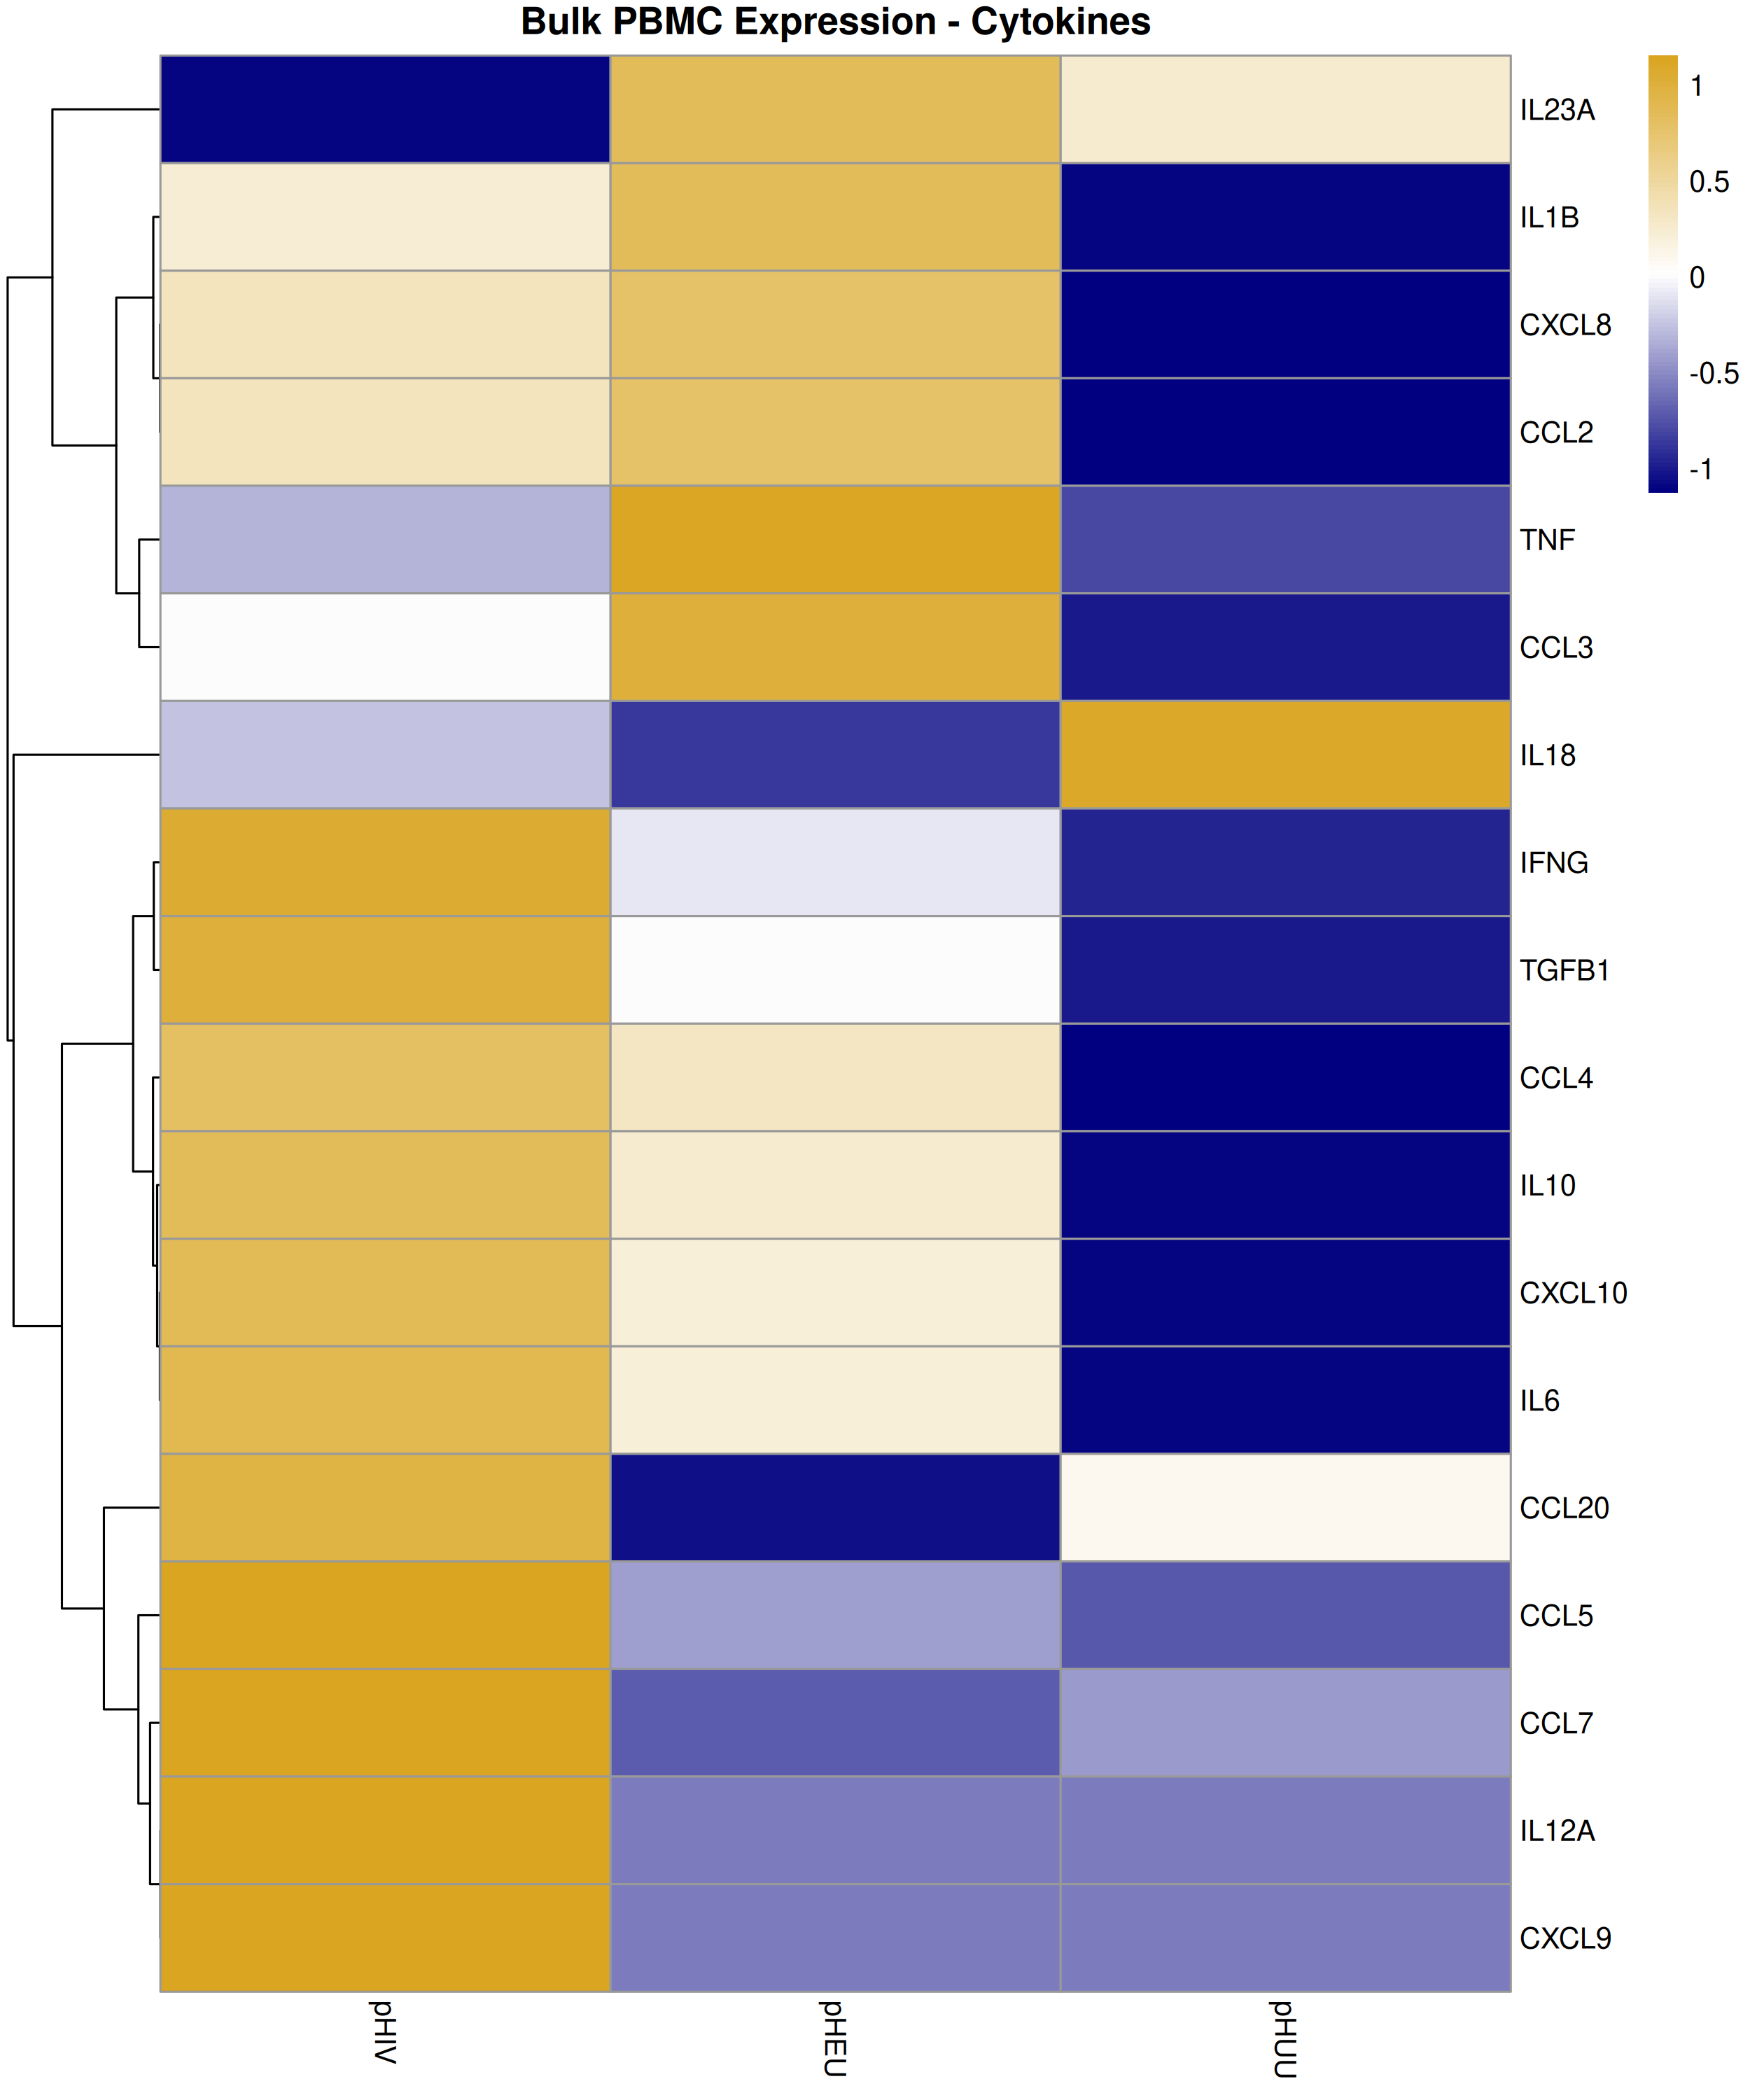 Bulk PBMC Expression - Cytokines
IL23A
IL1B
CXCL8
CCL2
TNF
CCL3
IL18
IFNG
TGFB1
CCL4
IL10
CXCL10
IL6
CCL20
CCL5
CCL7
IL12A
CXCL9
1
0.5
0
-0.5
-1
pHIV
pHEU
pHUU